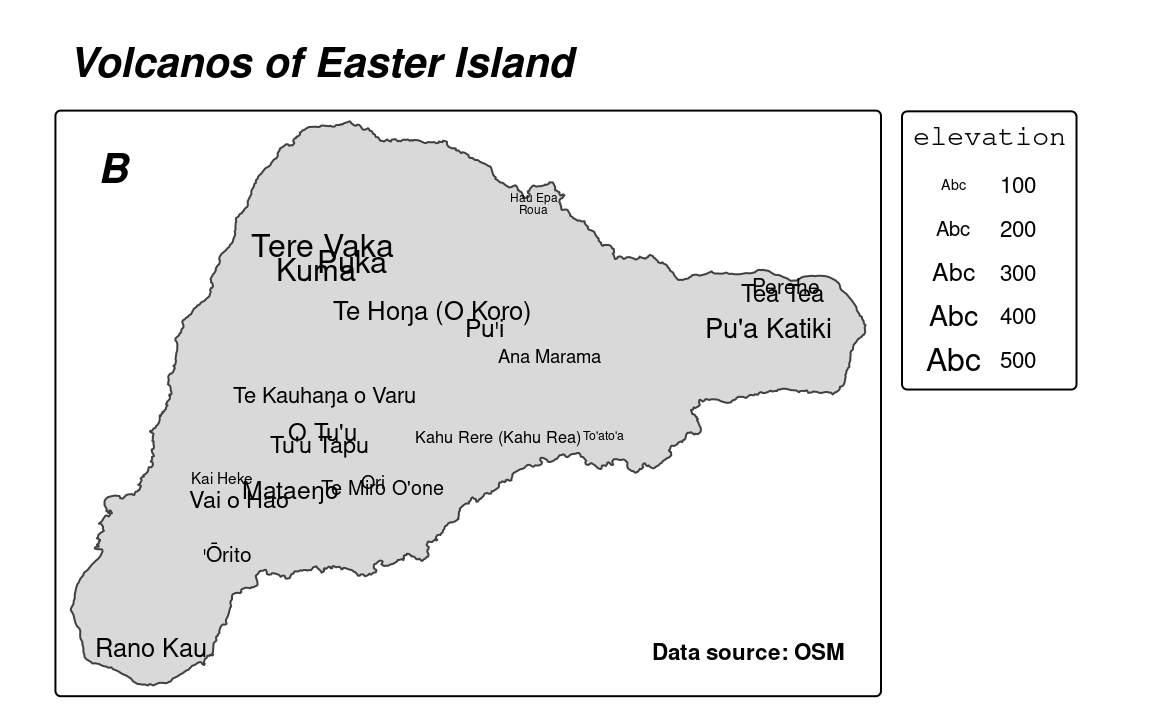 Volcanos of Easter Island
B
Hau Epa
Roua
Tere Vaka
Puka
Kuma
Te Hoŋa (O Koro)
Pu'i
Ana Marama
Perehe
Tea Tea
Pu'a Katiki
Te Kauhaŋa o Varu
O Tu'u
Tu'u Tapu
Kahu Rere (Kahu Rea)
To'ato'a
Kai Heke
Mataeŋo
Vai o Hao
Ori
Te Miro O'one
'Ōrito
Rano Kau
Data source: OSM
elevation
Abc 100
Abc 200
Abc 300
Abc 400
Abc 500